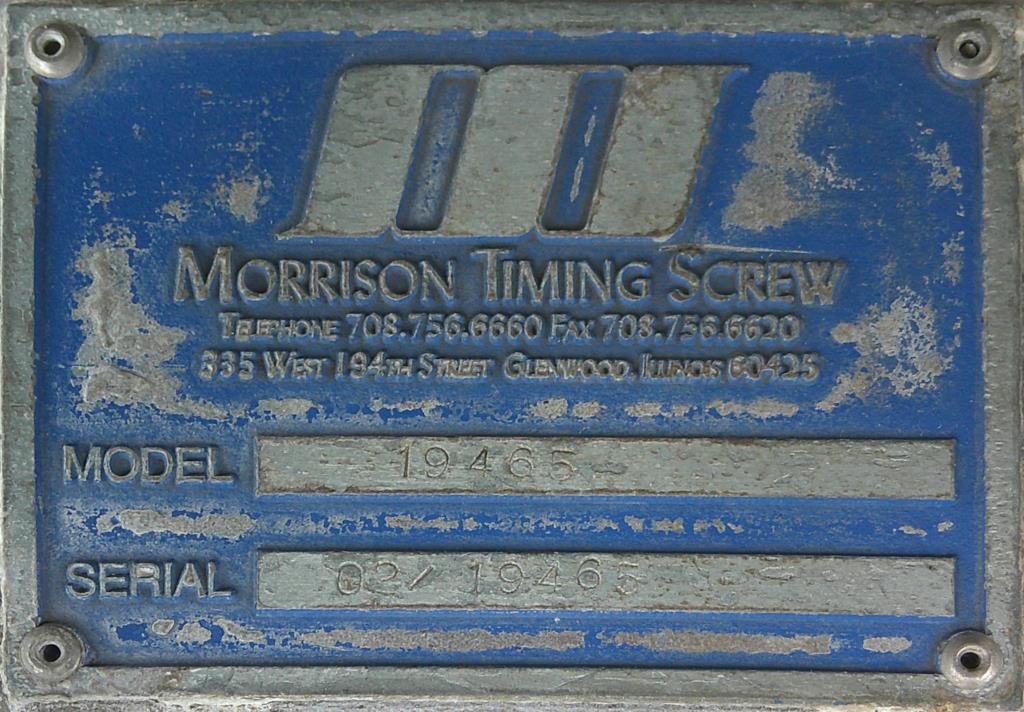 MORRISON TIMING SCREW
TELEPHONE 708.756.6660 FAX 708.756.6620
335 WEST 194TH STREET GLENWOOD, ILLINOIS 60425
MODEL 19465
SERIAL 02/19465